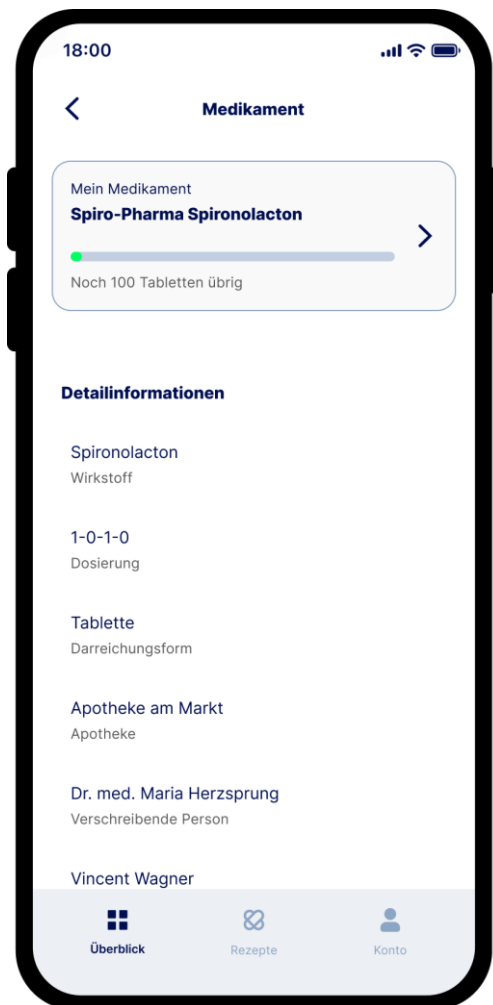 18:00
Medikament
Mein Medikament
Spiro-Pharma Spironolacton
Noch 100 Tabletten übrig
Detailinformationen
Spironolacton
Wirkstoff
1-0-1-0
Dosierung
Tablette
Darreichungsform
Apotheke am Markt
Apotheke
Dr. med. Maria Herzsprung
Verschreibende Person
Vincent Wagner
Überblick Rezepte Konto